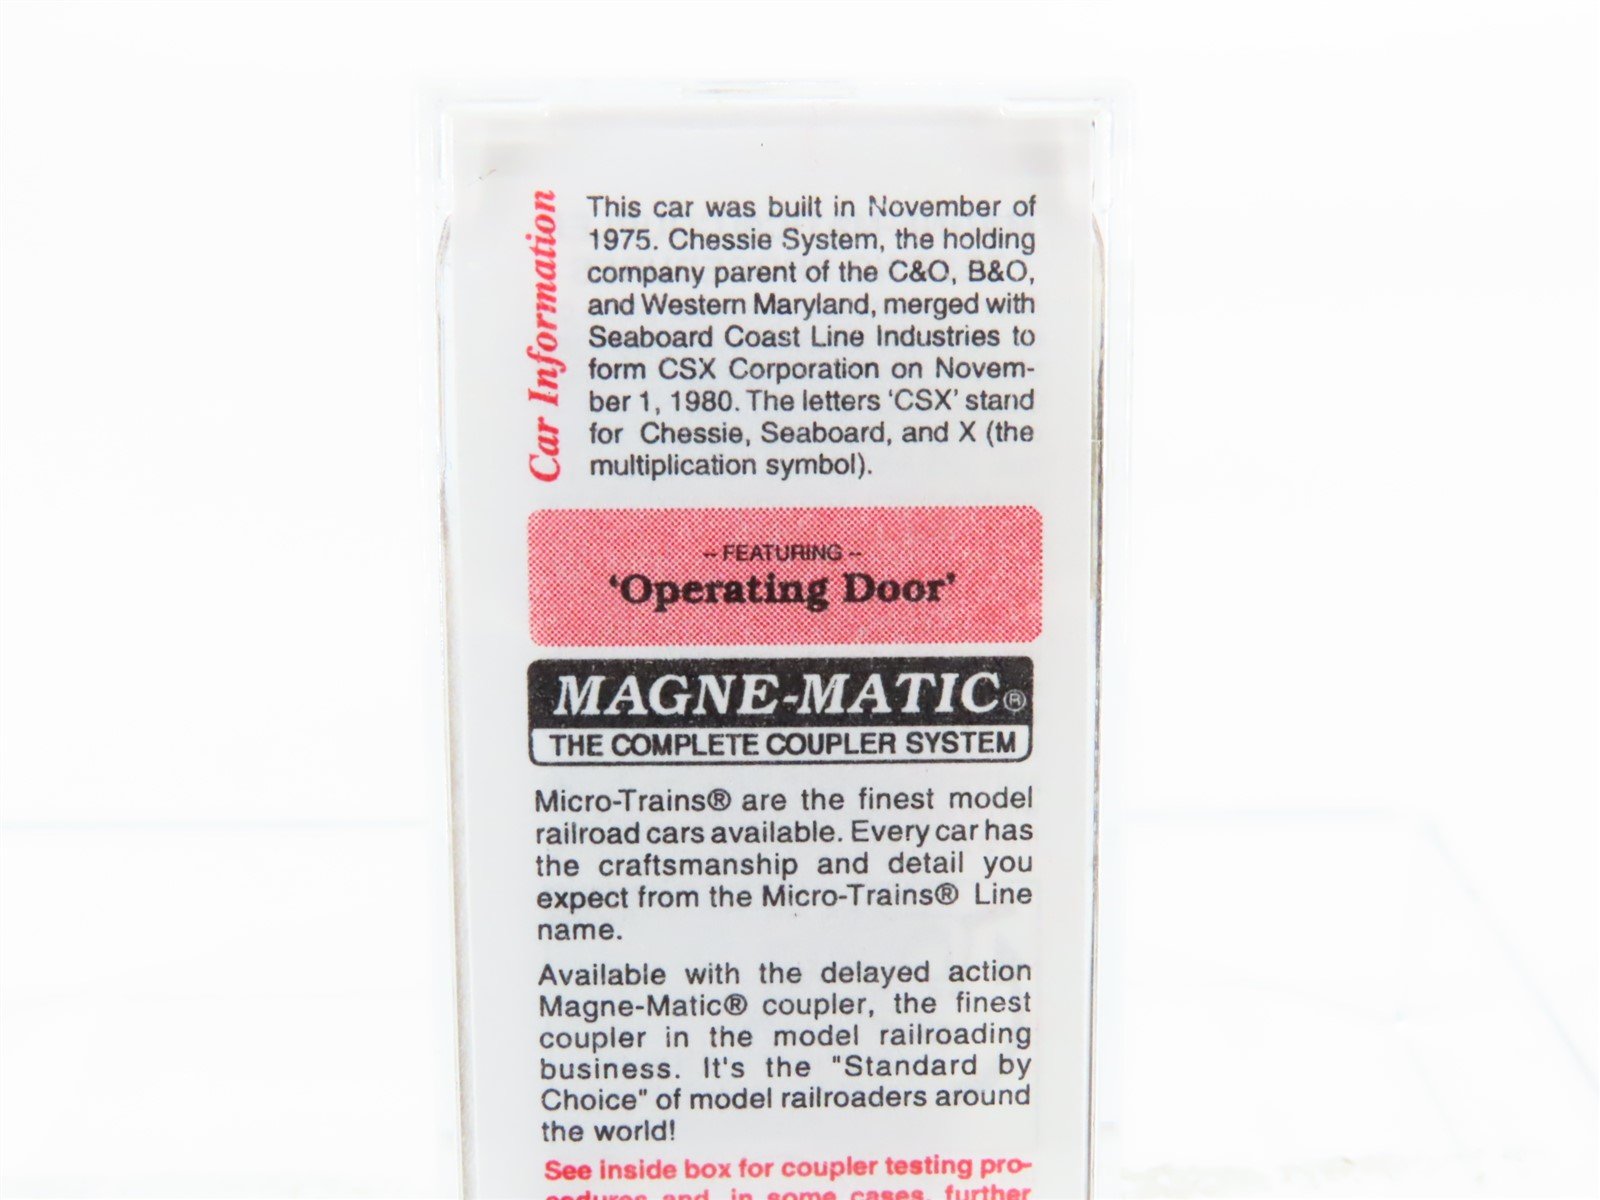 Car Information
This car was built in November of
1975. Chessie System, the holding
company parent of the C&O, B&O,
and Western Maryland, merged with
Seaboard Coast Line Industries to
form CSX Corporation on Novem-
ber 1, 1980. The letters ‘CSX’ stand
for Chessie, Seaboard, and X (the
multiplication symbol).
-- FEATURING --
‘Operating Door’
MAGNE-MATIC®
THE COMPLETE COUPLER SYSTEM
Micro-Trains® are the finest model
railroad cars available. Every car has
the craftsmanship and detail you
expect from the Micro-Trains® Line
name.
Available with the delayed action
Magne-Matic® coupler, the finest
coupler in the model railroading
business. It's the "Standard by
Choice" of model railroaders around
the world!
See inside box for coupler testing pro-
cedures and, in some cases, further